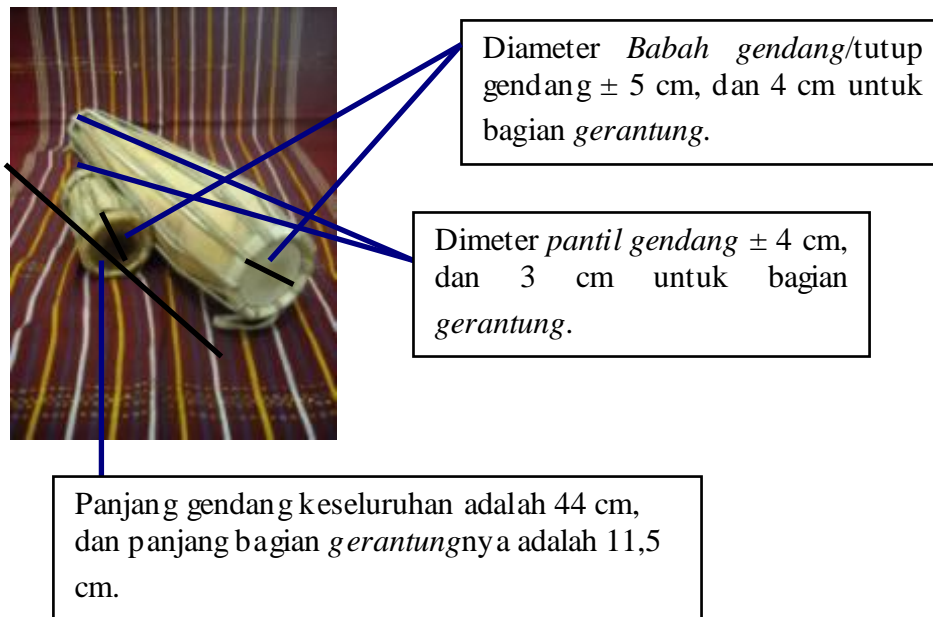 Diameter Babah gendang/tutup
gendang ± 5 cm, dan 4 cm untuk
bagian gerantung.
Dimeter pantil gendang ± 4 cm,
dan 3 cm untuk bagian
gerantung.
Panjang gendang keseluruhan adalah 44 cm,
dan panjang bagian gerantungnya adalah 11,5
cm.